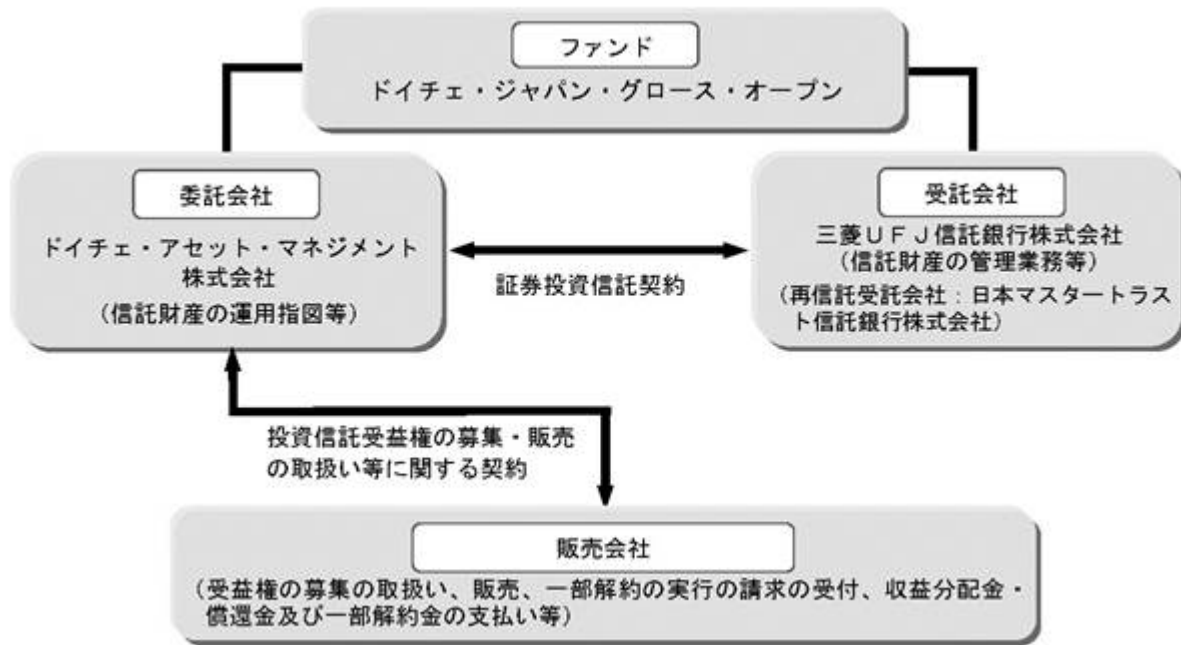 ファンド
ドイチェ・ジャパン・グロース・オープン
委託会社
ドイチェ・アセット・マネジメント
株式会社
(信託財産の運用指図等)
受託会社
三菱UFJ信託銀行株式会社
(信託財産の管理業務等)
(再信託受託会社:日本マスタートラス
ト信託銀行株式会社)
証券投資信託契約
投資信託受益権の募集・販売
の取扱い等に関する契約
販売会社
(受益権の募集の取扱い、販売、一部解約の実行の請求の受付、収益分配金・
償還金及び一部解約金の支払い等)